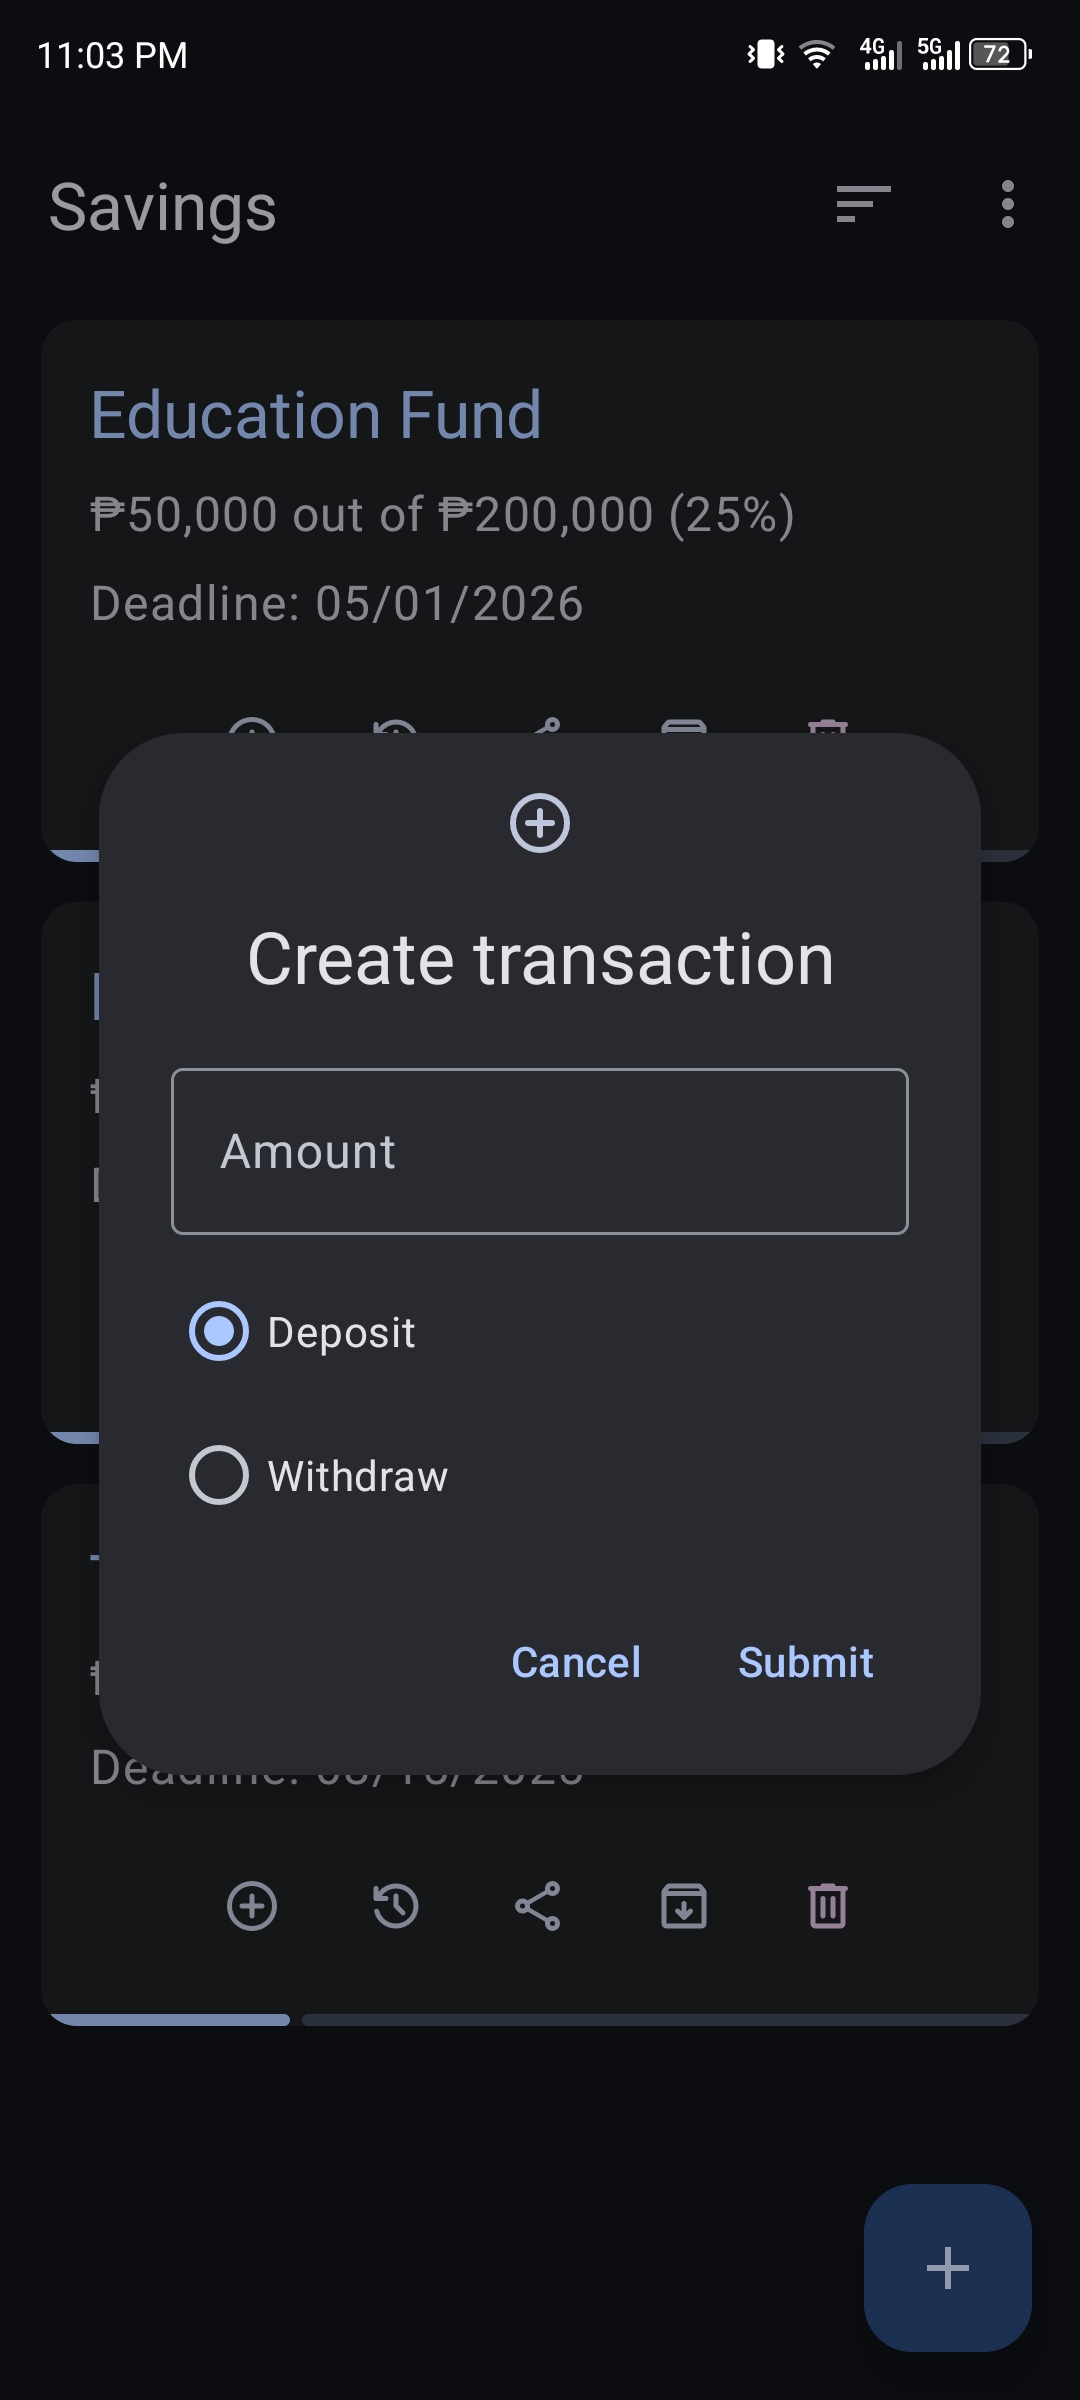 11:03 PM
4G 5G 72
Savings
Education Fund
₱50,000 out of ₱200,000 (25%)
Deadline: 05/01/2026
Create transaction
Amount
Deposit
Withdraw
Cancel Submit
Deadline: